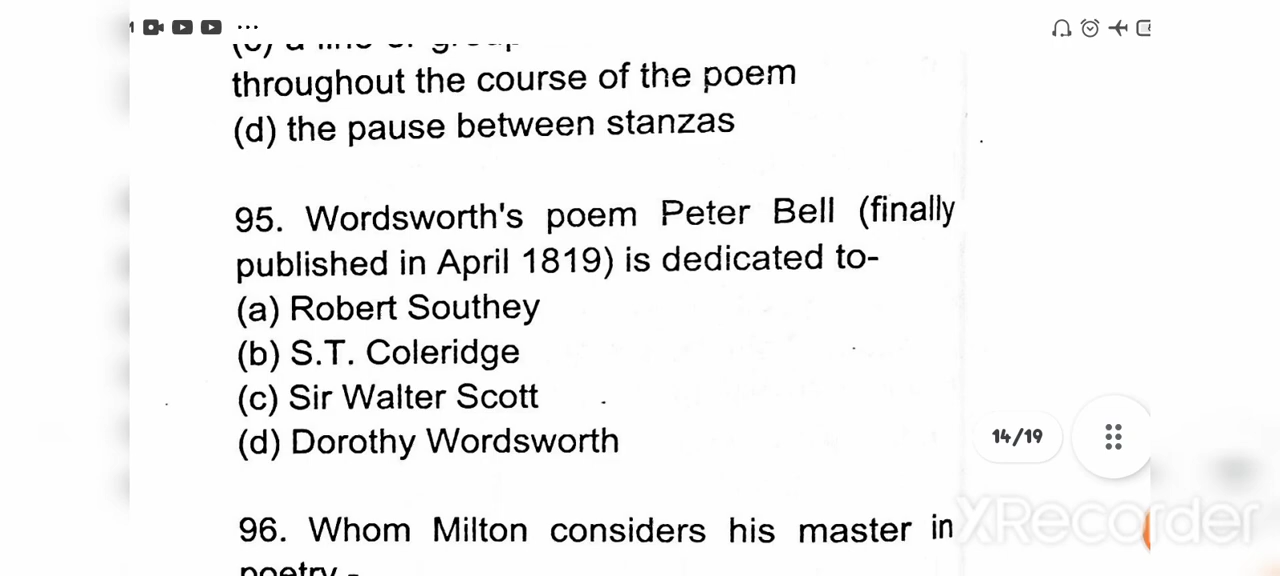 throughout the course of the poem
(d) the pause between stanzas
95. Wordsworth's poem Peter Bell (finally
published in April 1819) is dedicated to-
(a) Robert Southey
(b) S.T. Coleridge
(c) Sir Walter Scott
(d) Dorothy Wordsworth
14/19
96. Whom Milton considers his master in
poetry -
XRecorder